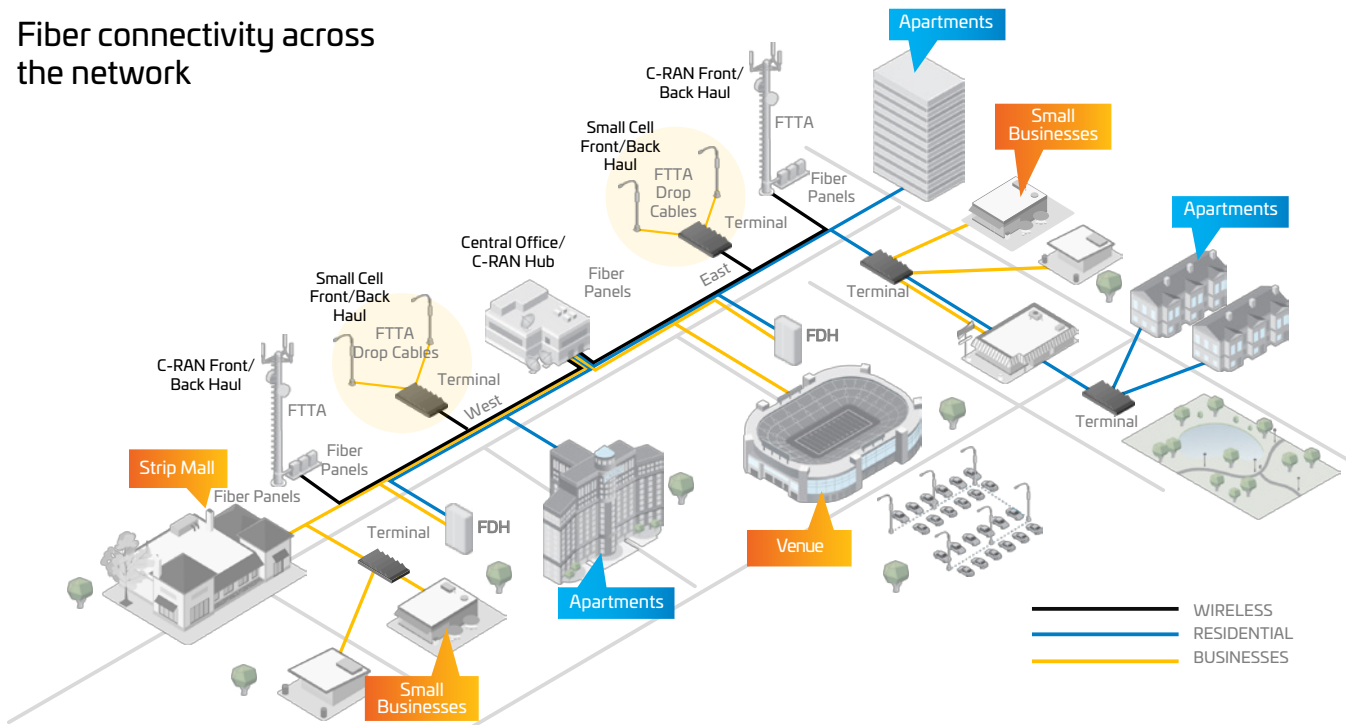 Fiber connectivity across
the network
Apartments
C-RAN Front/
Back Haul
FTTA
Small
Businesses
Small Cell
Front/Back
Haul
FTTA
Drop
Cables
Fiber
Panels
Terminal
Apartments
Central Office/
C-RAN Hub
Fiber
Panels
East
Terminal
Small Cell
Front/Back
Haul
FTTA
Drop Cables
FDH
C-RAN Front/
Back Haul
Terminal
West
FTTA
Terminal
Fiber
Panels
Strip Mall
Fiber Panels
Terminal
FDH
Venue
Apartments
WIRELESS
RESIDENTIAL
BUSINESSES
Small
Businesses